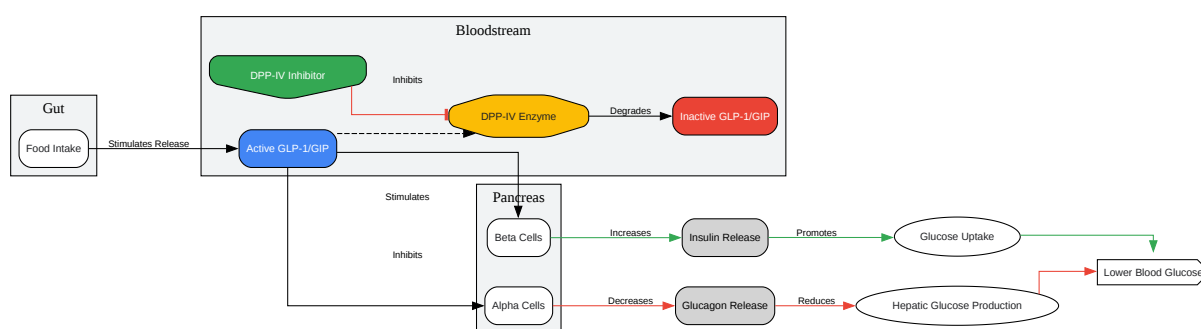 Bloodstream
DPP-IV Inhibitor
Inhibits
Gut
DPP-IV Enzyme
Degrades
Inactive GLP-1/GIP
Food Intake
Stimulates Release
Active GLP-1/GIP
Stimulates
Pancreas
Beta Cells
Increases
Insulin Release
Promotes
Glucose Uptake
Inhibits
Lower Blood Glucose
Alpha Cells
Decreases
Glucagon Release
Reduces
Hepatic Glucose Production